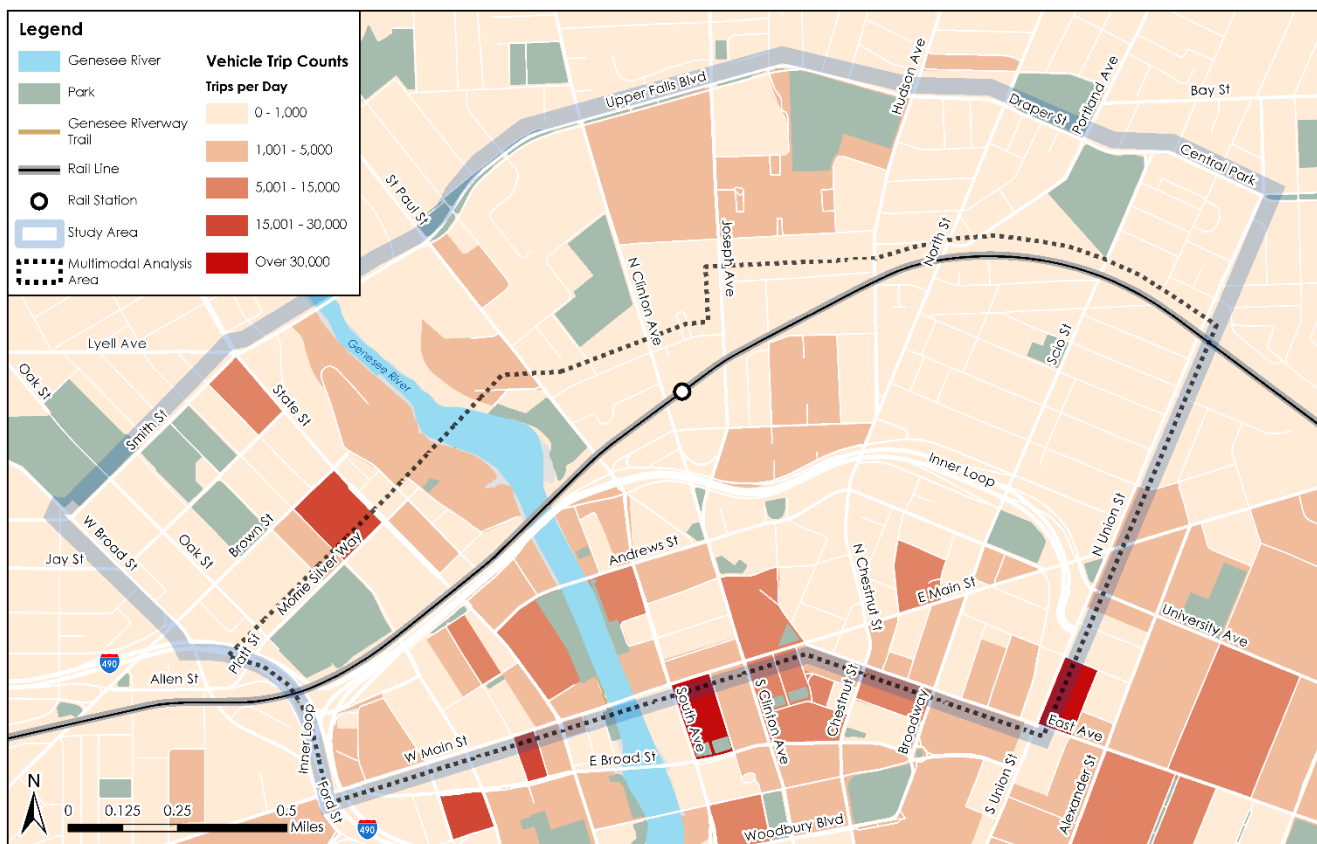 Legend
Genesee River
Park
Genesee Riverway
Trail
Rail Line
Rail Station
Study Area
Multimodal Analysis
Area
Vehicle Trip Counts
Trips per Day
0 - 1,000
1,001 - 5,000
5,001 - 15,000
15,001 - 30,000
Over 30,000
Upper Falls Blvd
Hudson Ave
Draper St
Portland Ave
Bay St
Central Park
St Paul St
N Clinton Ave
Joseph Ave
North St
Scio St
Lyell Ave
Genesee River
Oak St
Smith St
State St
Inner Loop
N Union St
W Broad St
Oak St
Brown St
Morrie Silver Way
Jay St
Andrews St
N Chestnut St
E Main St
University Ave
Platt St
490
Allen St
Inner Loop
W Main St
South Ave
S Clinton Ave
Chestnut St
Broadway
East Ave
E Broad St
Ford St
S Union St
Alexander St
Woodbury Blvd
490
N
0 0.125 0.25 0.5
Miles